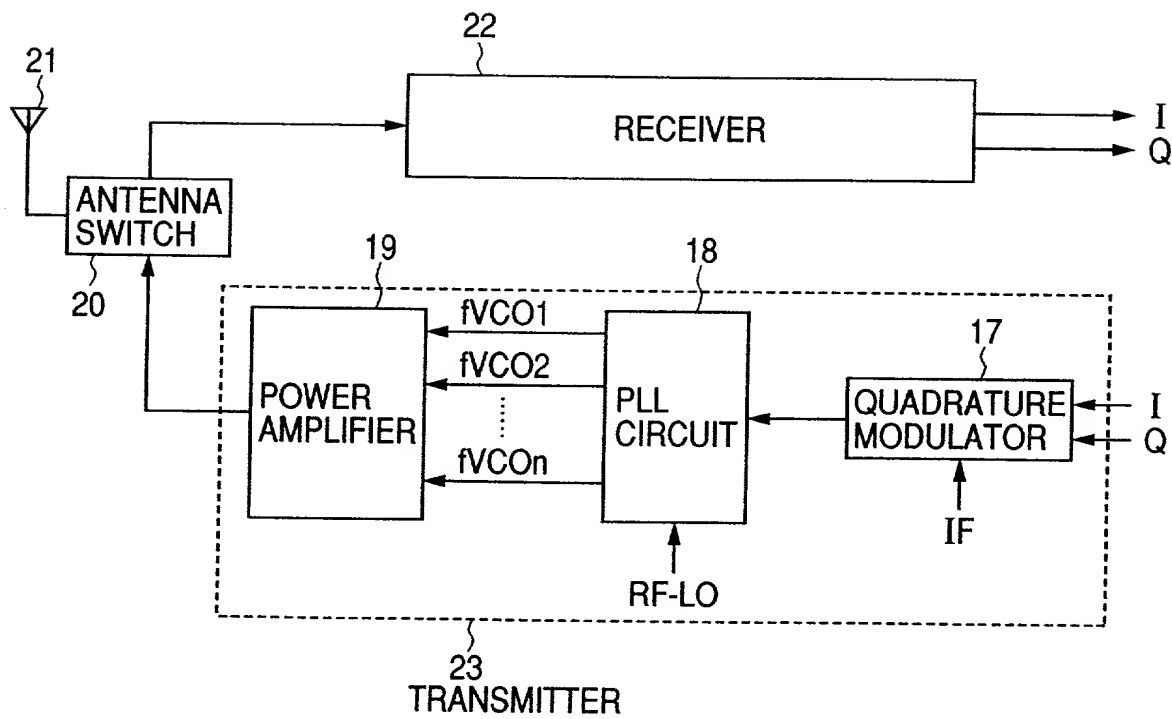 22
21
RECEIVER
I
Q
ANTENNA
SWITCH
20
19
18
17
fVCO1
fVCO2
fVCOn
POWER
AMPLIFIER
PLL
CIRCUIT
QUADRATURE
MODULATOR
I
Q
IF
RF-LO
23
TRANSMITTER